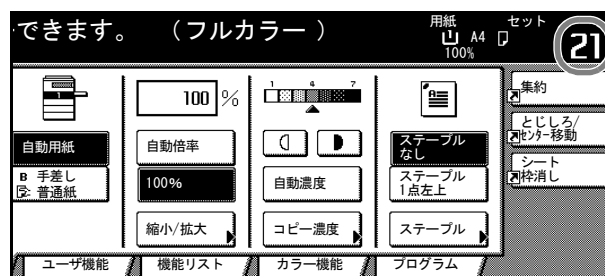 できます。 （フルカラー ）
用紙
A4
100%
セット
21
1 4 7
100 %
自動用紙
B 手差し
普通紙
自動倍率
100%
縮小/拡大
自動濃度
コピー濃度
ステープル
なし
ステープル
1点左上
ステープル
集約
とじしろ/
センター移動
シート
枠消し
ユーザ機能
機能リスト
カラー機能
プログラム